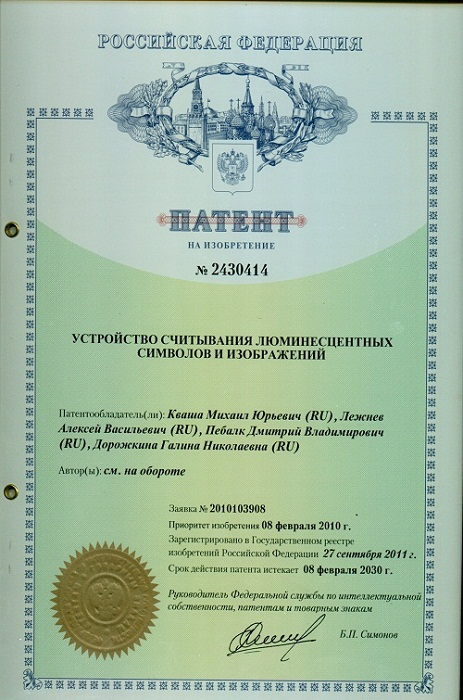 РОССИЙСКАЯ ФЕДЕРАЦИЯ
ПАТЕНТ
НА ИЗОБРЕТЕНИЕ
№ 2430414
УСТРОЙСТВО СЧИТЫВАНИЯ ЛЮМИНЕСЦЕНТНЫХ
СИМВОЛОВ И ИЗОБРАЖЕНИЙ
Патентообладатель(ли): Кваша Михаил Юрьевич (RU), Лежнев
Алексей Васильевич (RU), Пебалк Дмитрий Владимирович
(RU), Дорожкина Галина Николаевна (RU)
Автор(ы): см. на обороте
Заявка № 2010103908
Приоритет изобретения 08 февраля 2010 г.
Зарегистрировано в Государственном реестре
изобретений Российской Федерации 27 сентября 2011 г.
Срок действия патента истекает 08 февраля 2030 г.
Руководитель Федеральной службы по интеллектуальной
собственности, патентам и товарным знакам
Б.П. Симонов